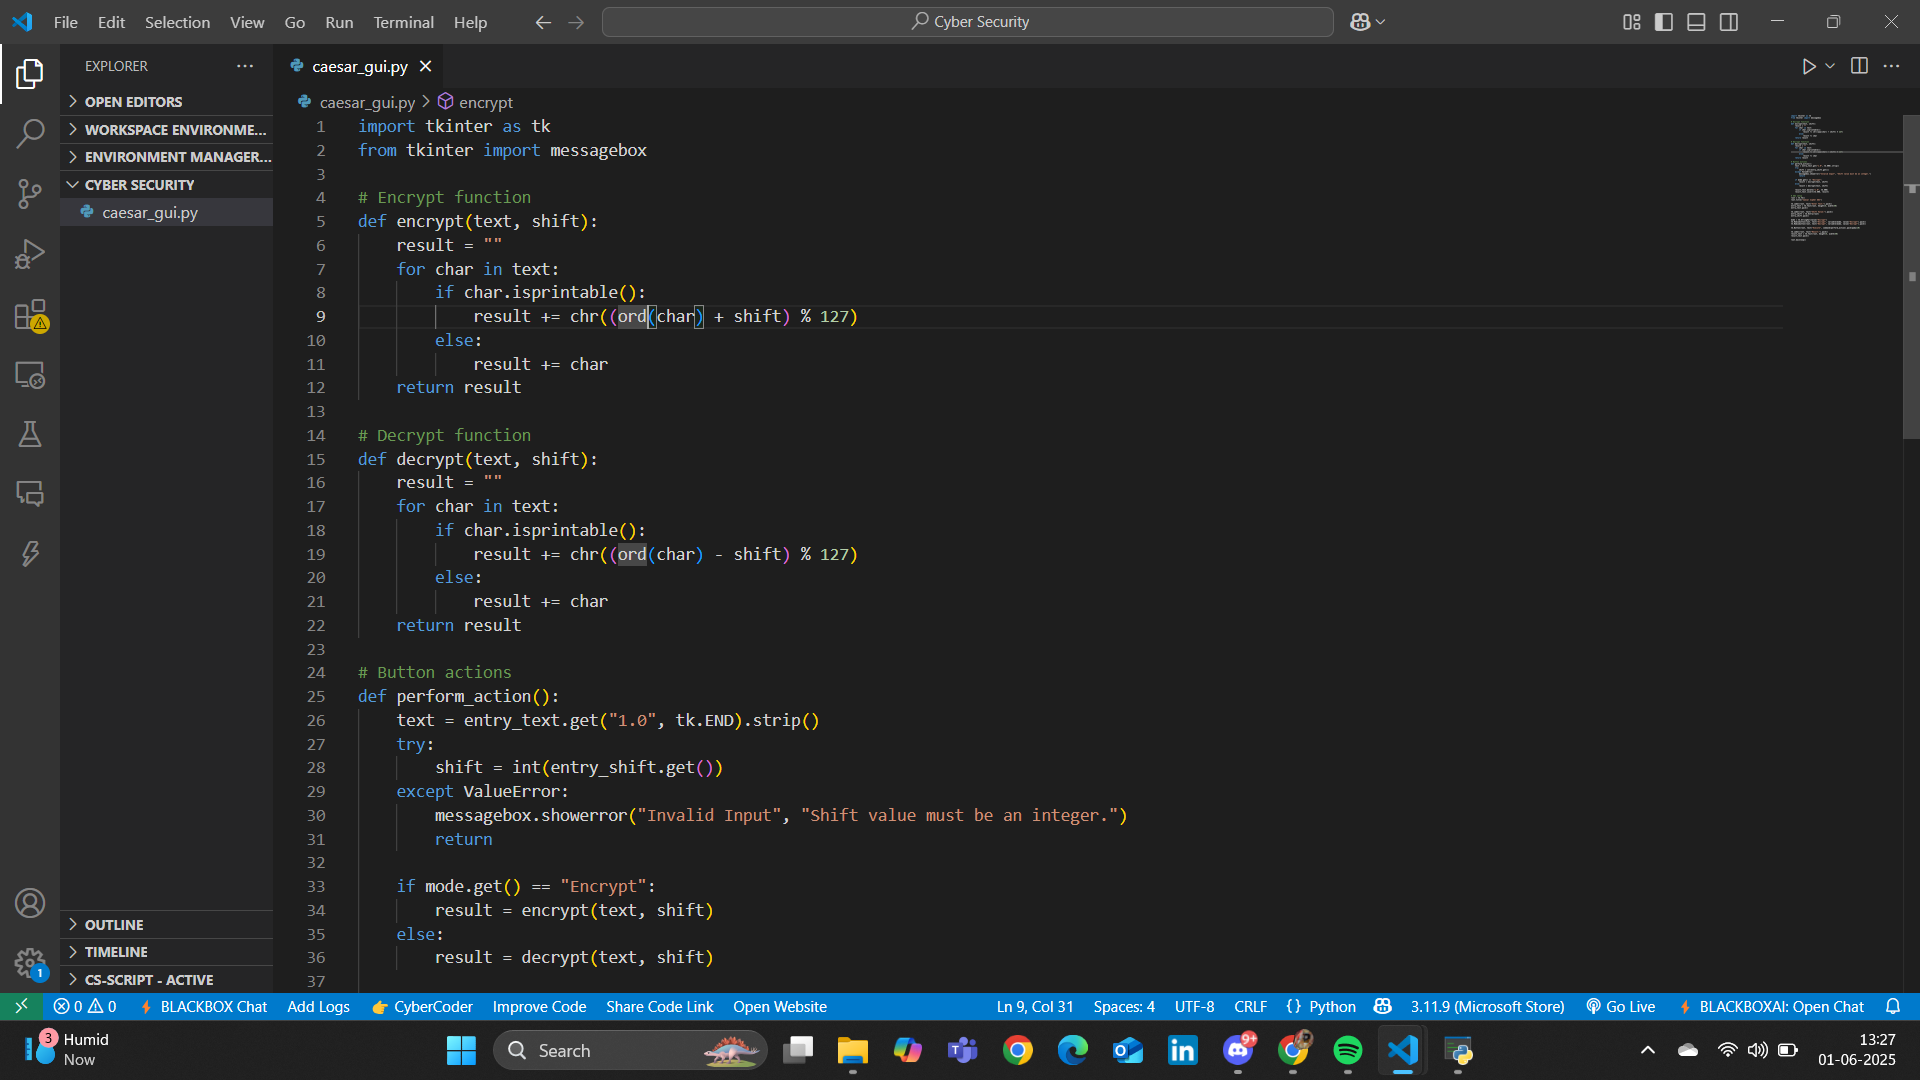 File Edit Selection View Go Run Terminal Help
Cyber Security
EXPLORER
OPEN EDITORS
WORKSPACE ENVIRONME...
ENVIRONMENT MANAGER...
CYBER SECURITY
caesar_gui.py
OUTLINE
TIMELINE
CS-SCRIPT - ACTIVE
1
caesar_gui.py
caesar_gui.py > encrypt
1 import tkinter as tk
2 from tkinter import messagebox
3
4 # Encrypt function
5 def encrypt(text, shift):
6     result = ""
7     for char in text:
8         if char.isprintable():
9             result += chr((ord(char) + shift) % 127)
10         else:
11             result += char
12     return result
13
14 # Decrypt function
15 def decrypt(text, shift):
16     result = ""
17     for char in text:
18         if char.isprintable():
19             result += chr((ord(char) - shift) % 127)
20         else:
21             result += char
22     return result
23
24 # Button actions
25 def perform_action():
26     text = entry_text.get("1.0", tk.END).strip()
27     try:
28         shift = int(entry_shift.get())
29     except ValueError:
30         messagebox.showerror("Invalid Input", "Shift value must be an integer.")
31         return
32
33     if mode.get() == "Encrypt":
34         result = encrypt(text, shift)
35     else:
36         result = decrypt(text, shift)
37
0 0 BLACKBOX Chat Add Logs 👉 CyberCoder Improve Code Share Code Link Open Website Ln 9, Col 31 Spaces: 4 UTF-8 CRLF {} Python 3.11.9 (Microsoft Store) Go Live BLACKBOXAI: Open Chat
3 Humid
Now
Search
9+
13:27
01-06-2025